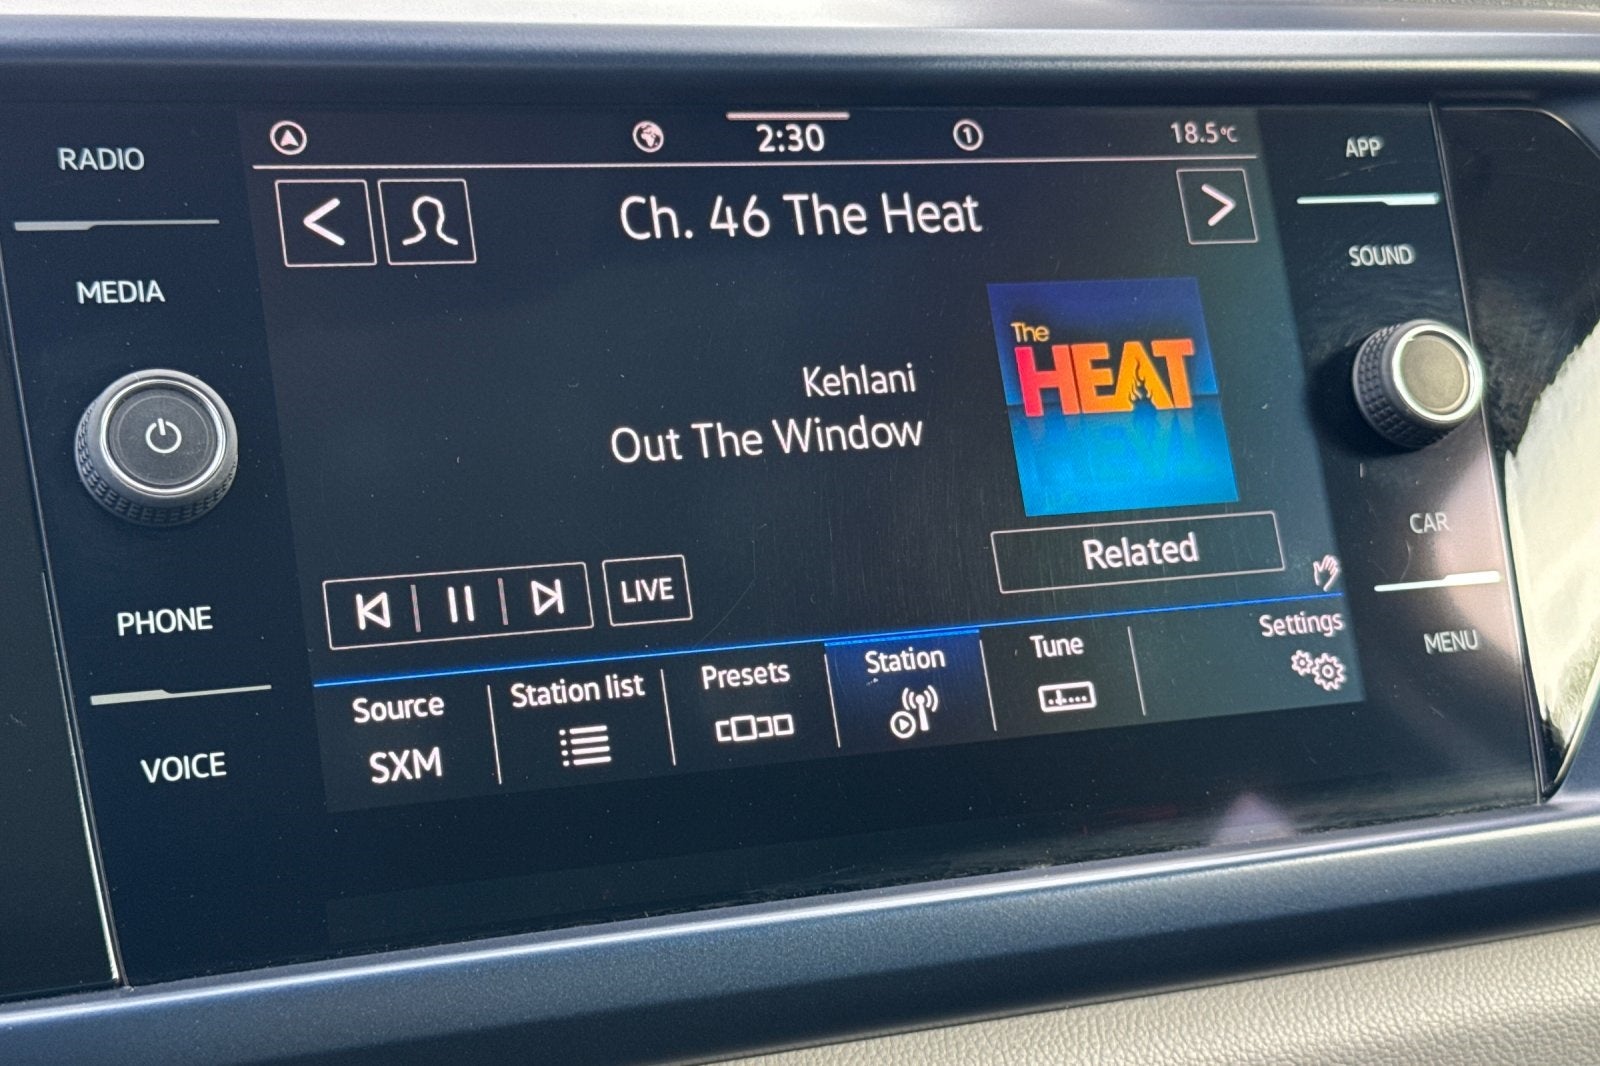 RADIO
MEDIA
PHONE
VOICE
2:30
1
18.5°C
Ch. 46 The Heat
Kehlani
Out The Window
The
HEAT
Related
LIVE
Source
SXM
Station list
Presets
Station
Tune
Settings
APP
SOUND
CAR
MENU